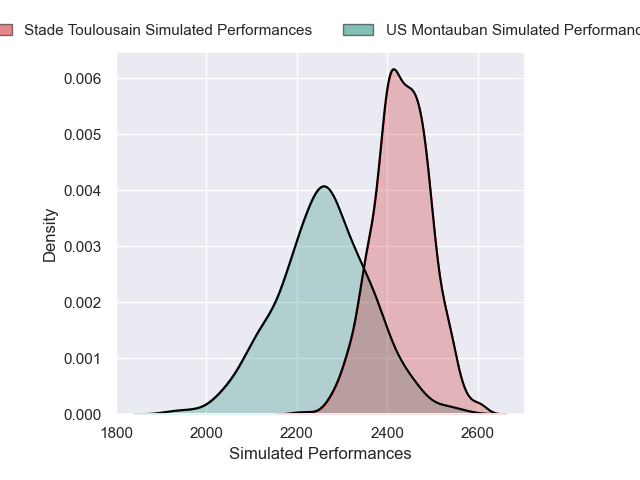 Stade Toulousain Simulated Performances US Montauban Simulated Performanc
0.006
0.005
0.004
0.003
0.002
0.001
0.000
Density
1800 2000 2200 2400 2600
Simulated Performances